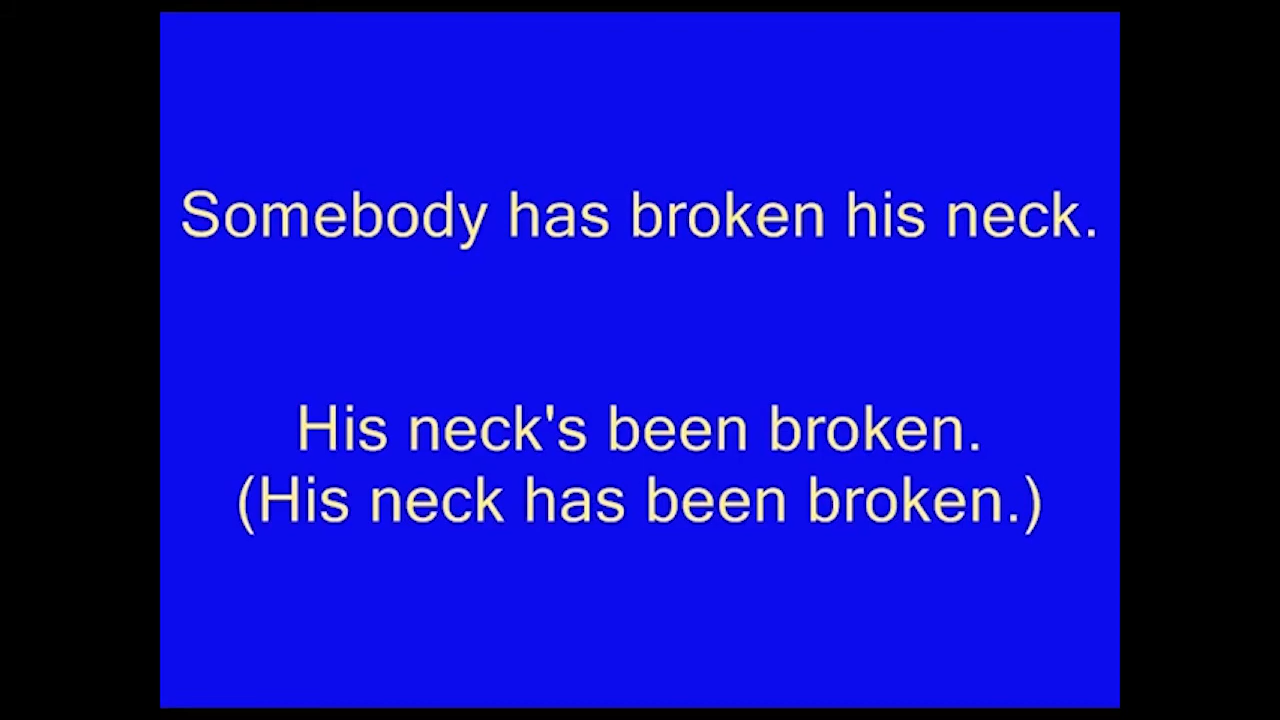 Somebody has broken his neck.
His neck's been broken.
(His neck has been broken.)